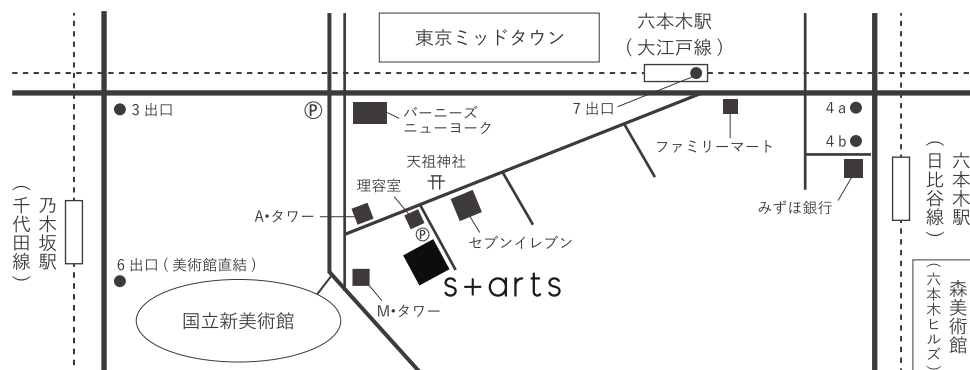 東京ミッドタウン
六本木駅
(大江戸線)
7 出口
3 出口
Ⓟ
バーニーズ
ニューヨーク
ファミリーマート
4 a
4 b
みずほ銀行
六本木駅
(日比谷線)
天祖神社
理容室
A•タワー
Ⓟ
セブンイレブン
乃木坂駅
(千代田線)
6 出口 ( 美術館直結 )
s+arts
M•タワー
国立新美術館
森美術館
(六本木ヒルズ)